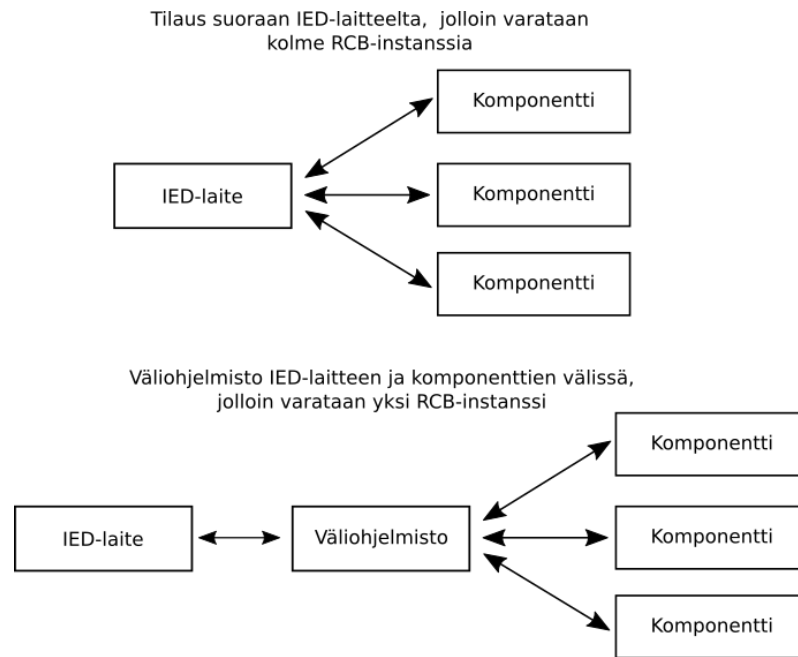 Tilaus suoraan IED-laitteelta, jolloin varataan
kolme RCB-instanssia
Komponentti
IED-laite
Komponentti
Komponentti
Väliohjelmisto IED-laitteen ja komponenttien välissä,
jolloin varataan yksi RCB-instanssi
Komponentti
IED-laite
Väliohjelmisto
Komponentti
Komponentti